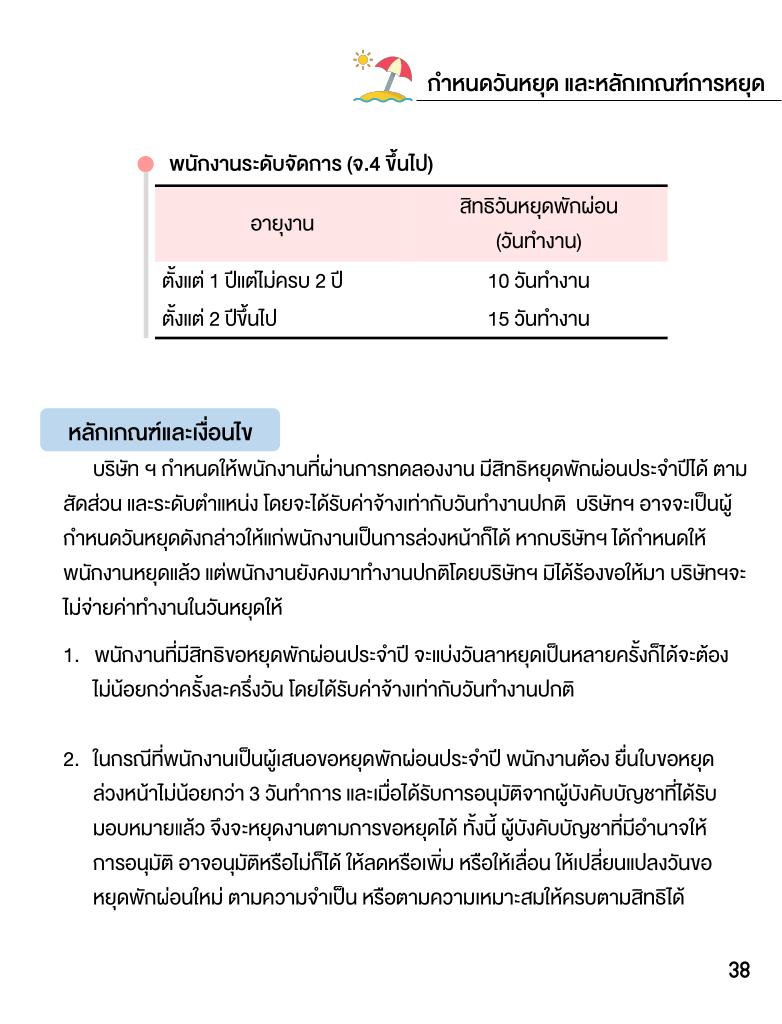 กำหนดวันหยุด และหลักเกณฑ์การหยุด
พนักงานระดับจัดการ (จ.4 ขึ้นไป)
อายุงาน
สิทธิวันหยุดพักผ่อน
(วันทำงาน)
ตั้งแต่ 1 ปีแต่ไม่ครบ 2 ปี 10 วันทำงาน
ตั้งแต่ 2 ปีขึ้นไป 15 วันทำงาน
หลักเกณฑ์และเงื่อนไข
บริษัท ฯ กำหนดให้พนักงานที่ผ่านการทดลองงาน มีสิทธิหยุดพักผ่อนประจำปีได้ ตาม
สัดส่วน และระดับตำแหน่ง โดยจะได้รับค่าจ้างเท่ากับวันทำงานปกติ บริษัทฯ อาจจะเป็นผู้
กำหนดวันหยุดดังกล่าวให้แก่พนักงานเป็นการล่วงหน้าก็ได้ หากบริษัทฯ ได้กำหนดให้
พนักงานหยุดแล้ว แต่พนักงานยังคงมาทำงานปกติโดยบริษัทฯ มิได้ร้องขอให้มา บริษัทฯจะ
ไม่จ่ายค่าทำงานในวันหยุดให้
1. พนักงานที่มีสิทธิขอหยุดพักผ่อนประจำปี จะแบ่งวันลาหยุดเป็นหลายครั้งก็ได้จะต้อง
ไม่น้อยกว่าครั้งละครึ่งวัน โดยได้รับค่าจ้างเท่ากับวันทำงานปกติ
2. ในกรณีที่พนักงานเป็นผู้เสนอขอหยุดพักผ่อนประจำปี พนักงานต้อง ยื่นใบขอหยุด
ล่วงหน้าไม่น้อยกว่า 3 วันทำการ และเมื่อได้รับการอนุมัติจากผู้บังคับบัญชาที่ได้รับ
มอบหมายแล้ว จึงจะหยุดงานตามการขอหยุดได้ ทั้งนี้ ผู้บังคับบัญชาที่มีอำนาจให้
การอนุมัติ อาจอนุมัติหรือไม่ก็ได้ ให้ลดหรือเพิ่ม หรือให้เลื่อน ให้เปลี่ยนแปลงวันขอ
หยุดพักผ่อนใหม่ ตามความจำเป็น หรือตามความเหมาะสมให้ครบตามสิทธิได้
38